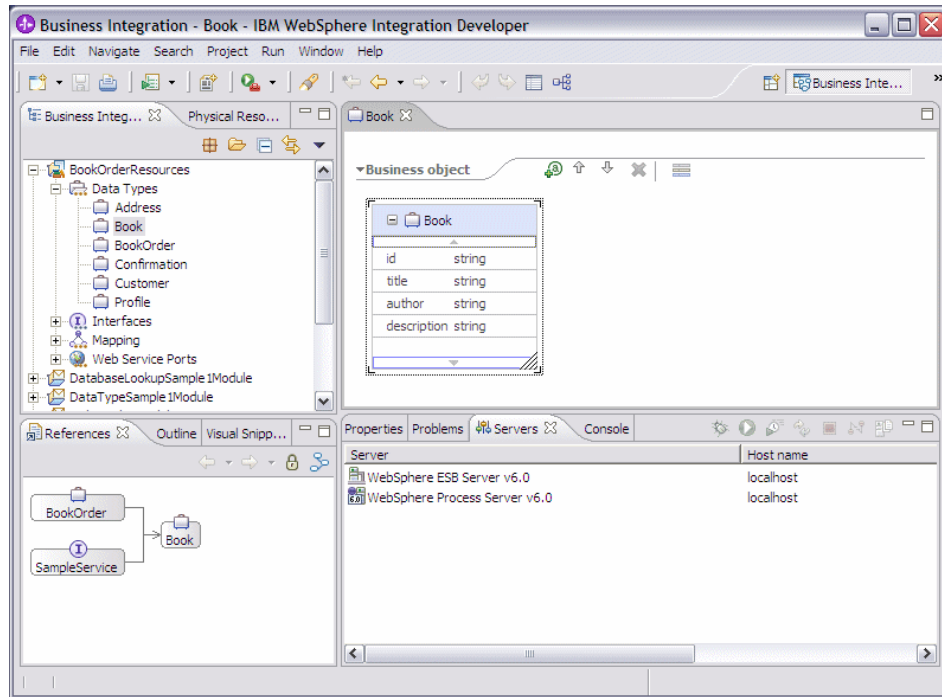 Business Integration - Book - IBM WebSphere Integration Developer
File Edit Navigate Search Project Run Window Help
Business Inte...
»
Business Integ... Physical Reso...
BookOrderResources
Data Types
Address
Book
BookOrder
Confirmation
Customer
Profile
Interfaces
Mapping
Web Service Ports
DatabaseLookupSample1Module
DataTypeSample1Module
Book
Business object
Book
id string
title string
author string
description string
References Outline Visual Snipp...
BookOrder
SampleService
Book
Properties Problems Servers Console
Server Host name
WebSphere ESB Server v6.0 localhost
WebSphere Process Server v6.0 localhost